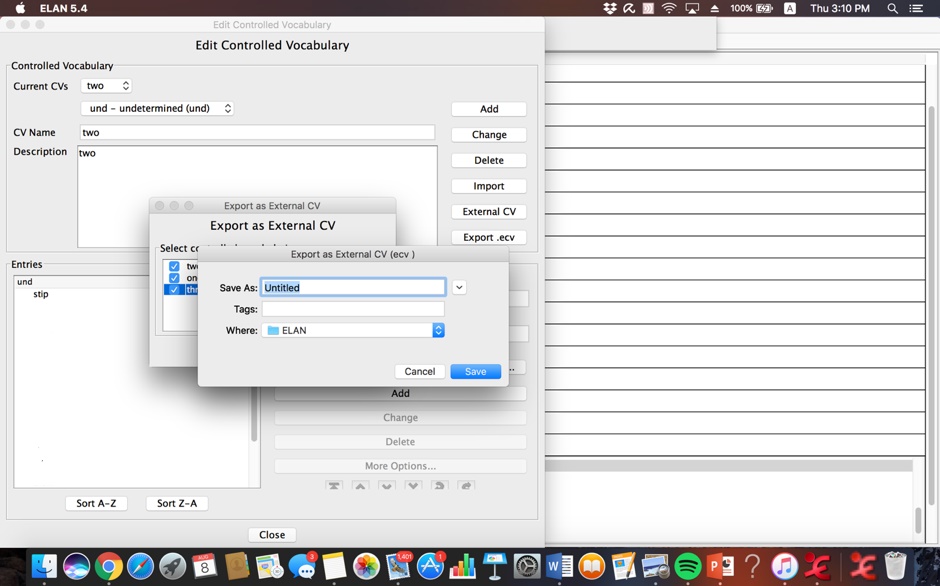 ELAN 5.4
100%
A
Thu 3:10 PM
Edit Controlled Vocabulary
Edit Controlled Vocabulary
Controlled Vocabulary
Current CVs two
und - undetermined (und)
Add
CV Name two
Change
Description two
Delete
Import
External CV
Export .ecv
Export as External CV
Export as External CV
Select
Export as External CV (ecv )
Save As: Untitled
Tags:
Where: ELAN
Cancel Save
Entries
und
stip
...
Add
Change
Delete
More Options...
Sort A-Z Sort Z-A
Close
AUG
8
3
1,401
1
W
P
?